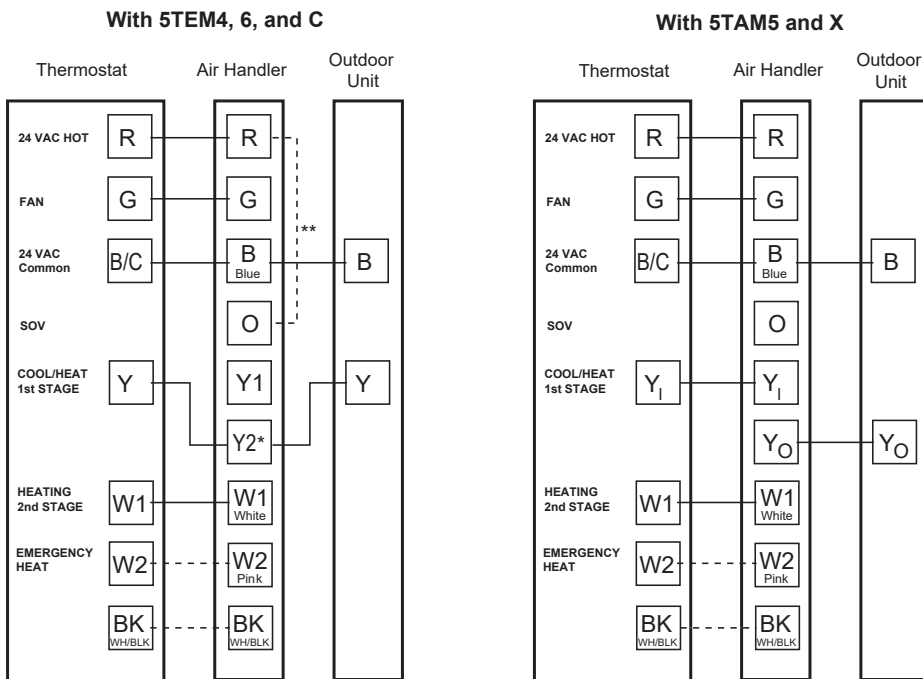 With 5TEM4, 6, and C
Thermostat
Air Handler
Outdoor
Unit
24 VAC HOT
R
R
FAN
G
G
**
24 VAC
Common
B/C
B
Blue
B
SOV
O
COOL/HEAT
1st STAGE
Y
Y1
Y
Y2*
HEATING
2nd STAGE
W1
W1
White
EMERGENCY
HEAT
W2
W2
Pink
BK
WH/BLK
BK
WH/BLK
With 5TAM5 and X
Thermostat
Air Handler
Outdoor
Unit
24 VAC HOT
R
R
FAN
G
G
24 VAC
Common
B/C
B
Blue
B
SOV
O
COOL/HEAT
1st STAGE
YI
YI
YO
YO
HEATING
2nd STAGE
W1
W1
White
EMERGENCY
HEAT
W2
W2
Pink
BK
WH/BLK
BK
WH/BLK